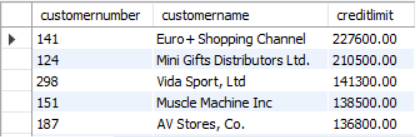 customernumber customername creditlimit
141 Euro+ Shopping Channel 227600.00
124 Mini Gifts Distributors Ltd. 210500.00
298 Vida Sport, Ltd 141300.00
151 Muscle Machine Inc 138500.00
187 AV Stores, Co. 136800.00